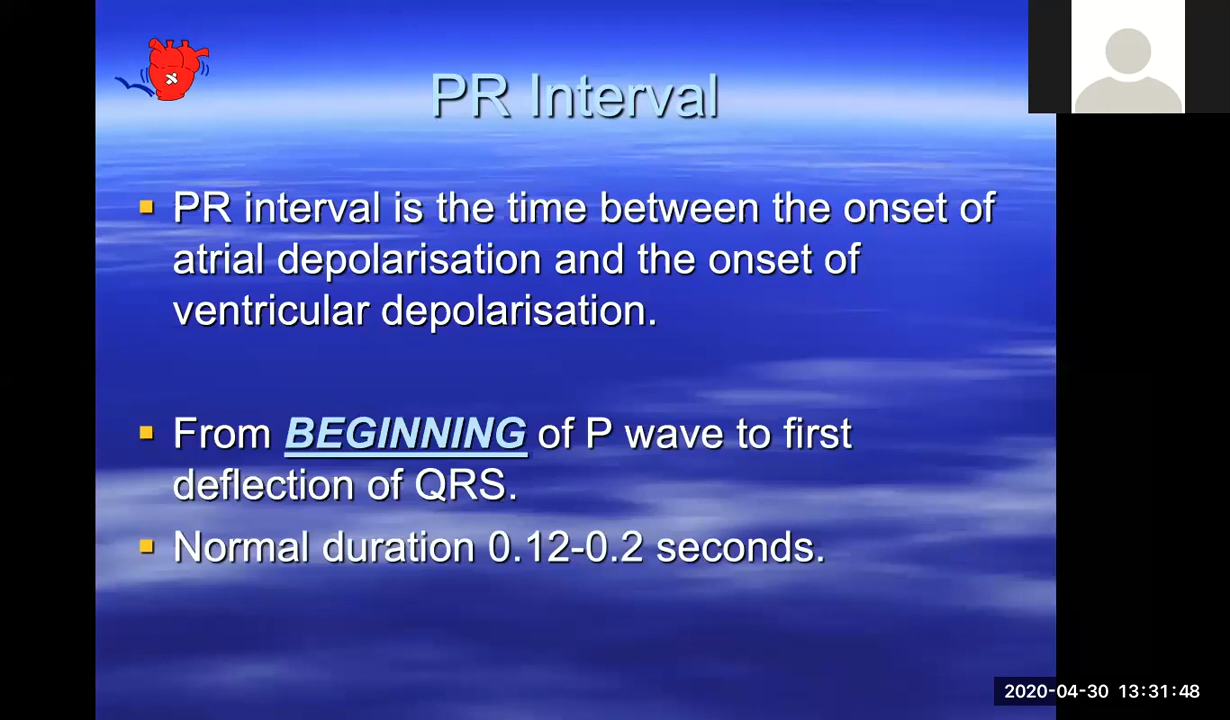 PR Interval
▪ PR interval is the time between the onset of
atrial depolarisation and the onset of
ventricular depolarisation.
▪ From BEGINNING of P wave to first
deflection of QRS.
▪ Normal duration 0.12-0.2 seconds.
2020-04-30 13:31:48